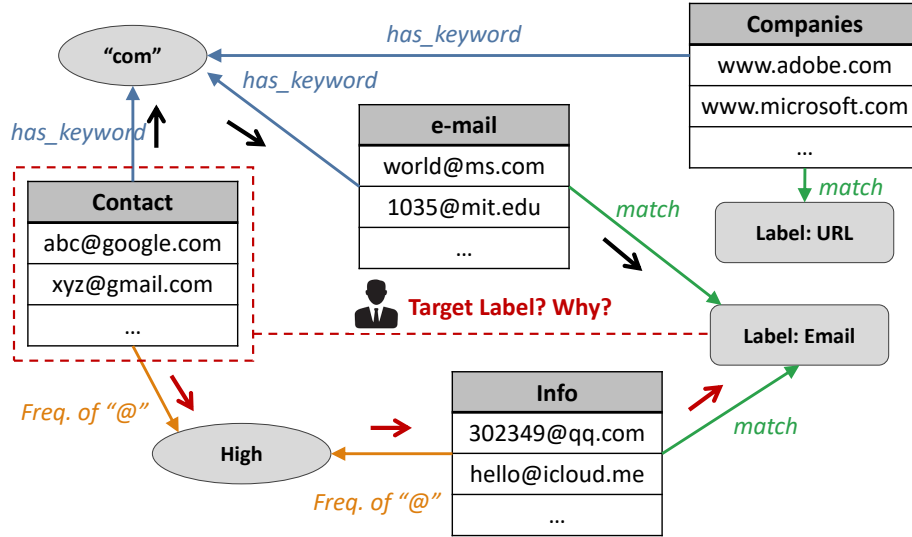 Companies
www.adobe.com
www.microsoft.com
...
has_keyword
“com”
has_keyword
has_keyword
e-mail
world@ms.com
1035@mit.edu
...
match
match
Label: URL
Contact
abc@google.com
xyz@gmail.com
...
Target Label? Why?
Label: Email
Freq. of “@”
High
Freq. of “@”
Info
302349@qq.com
hello@icloud.me
...
match